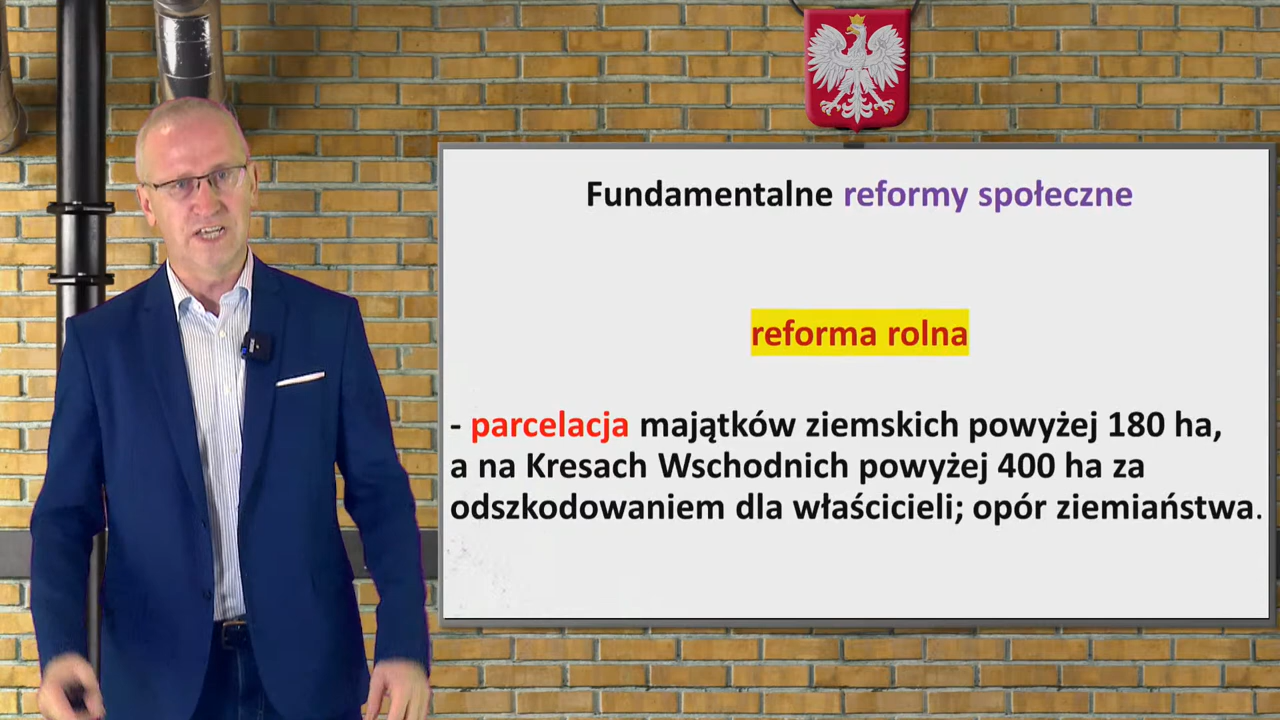 Fundamentalne reformy społeczne
reforma rolna
- parcelacja majątków ziemskich powyżej 180 ha,
a na Kresach Wschodnich powyżej 400 ha za
odszkodowaniem dla właścicieli; opór ziemiaństwa.